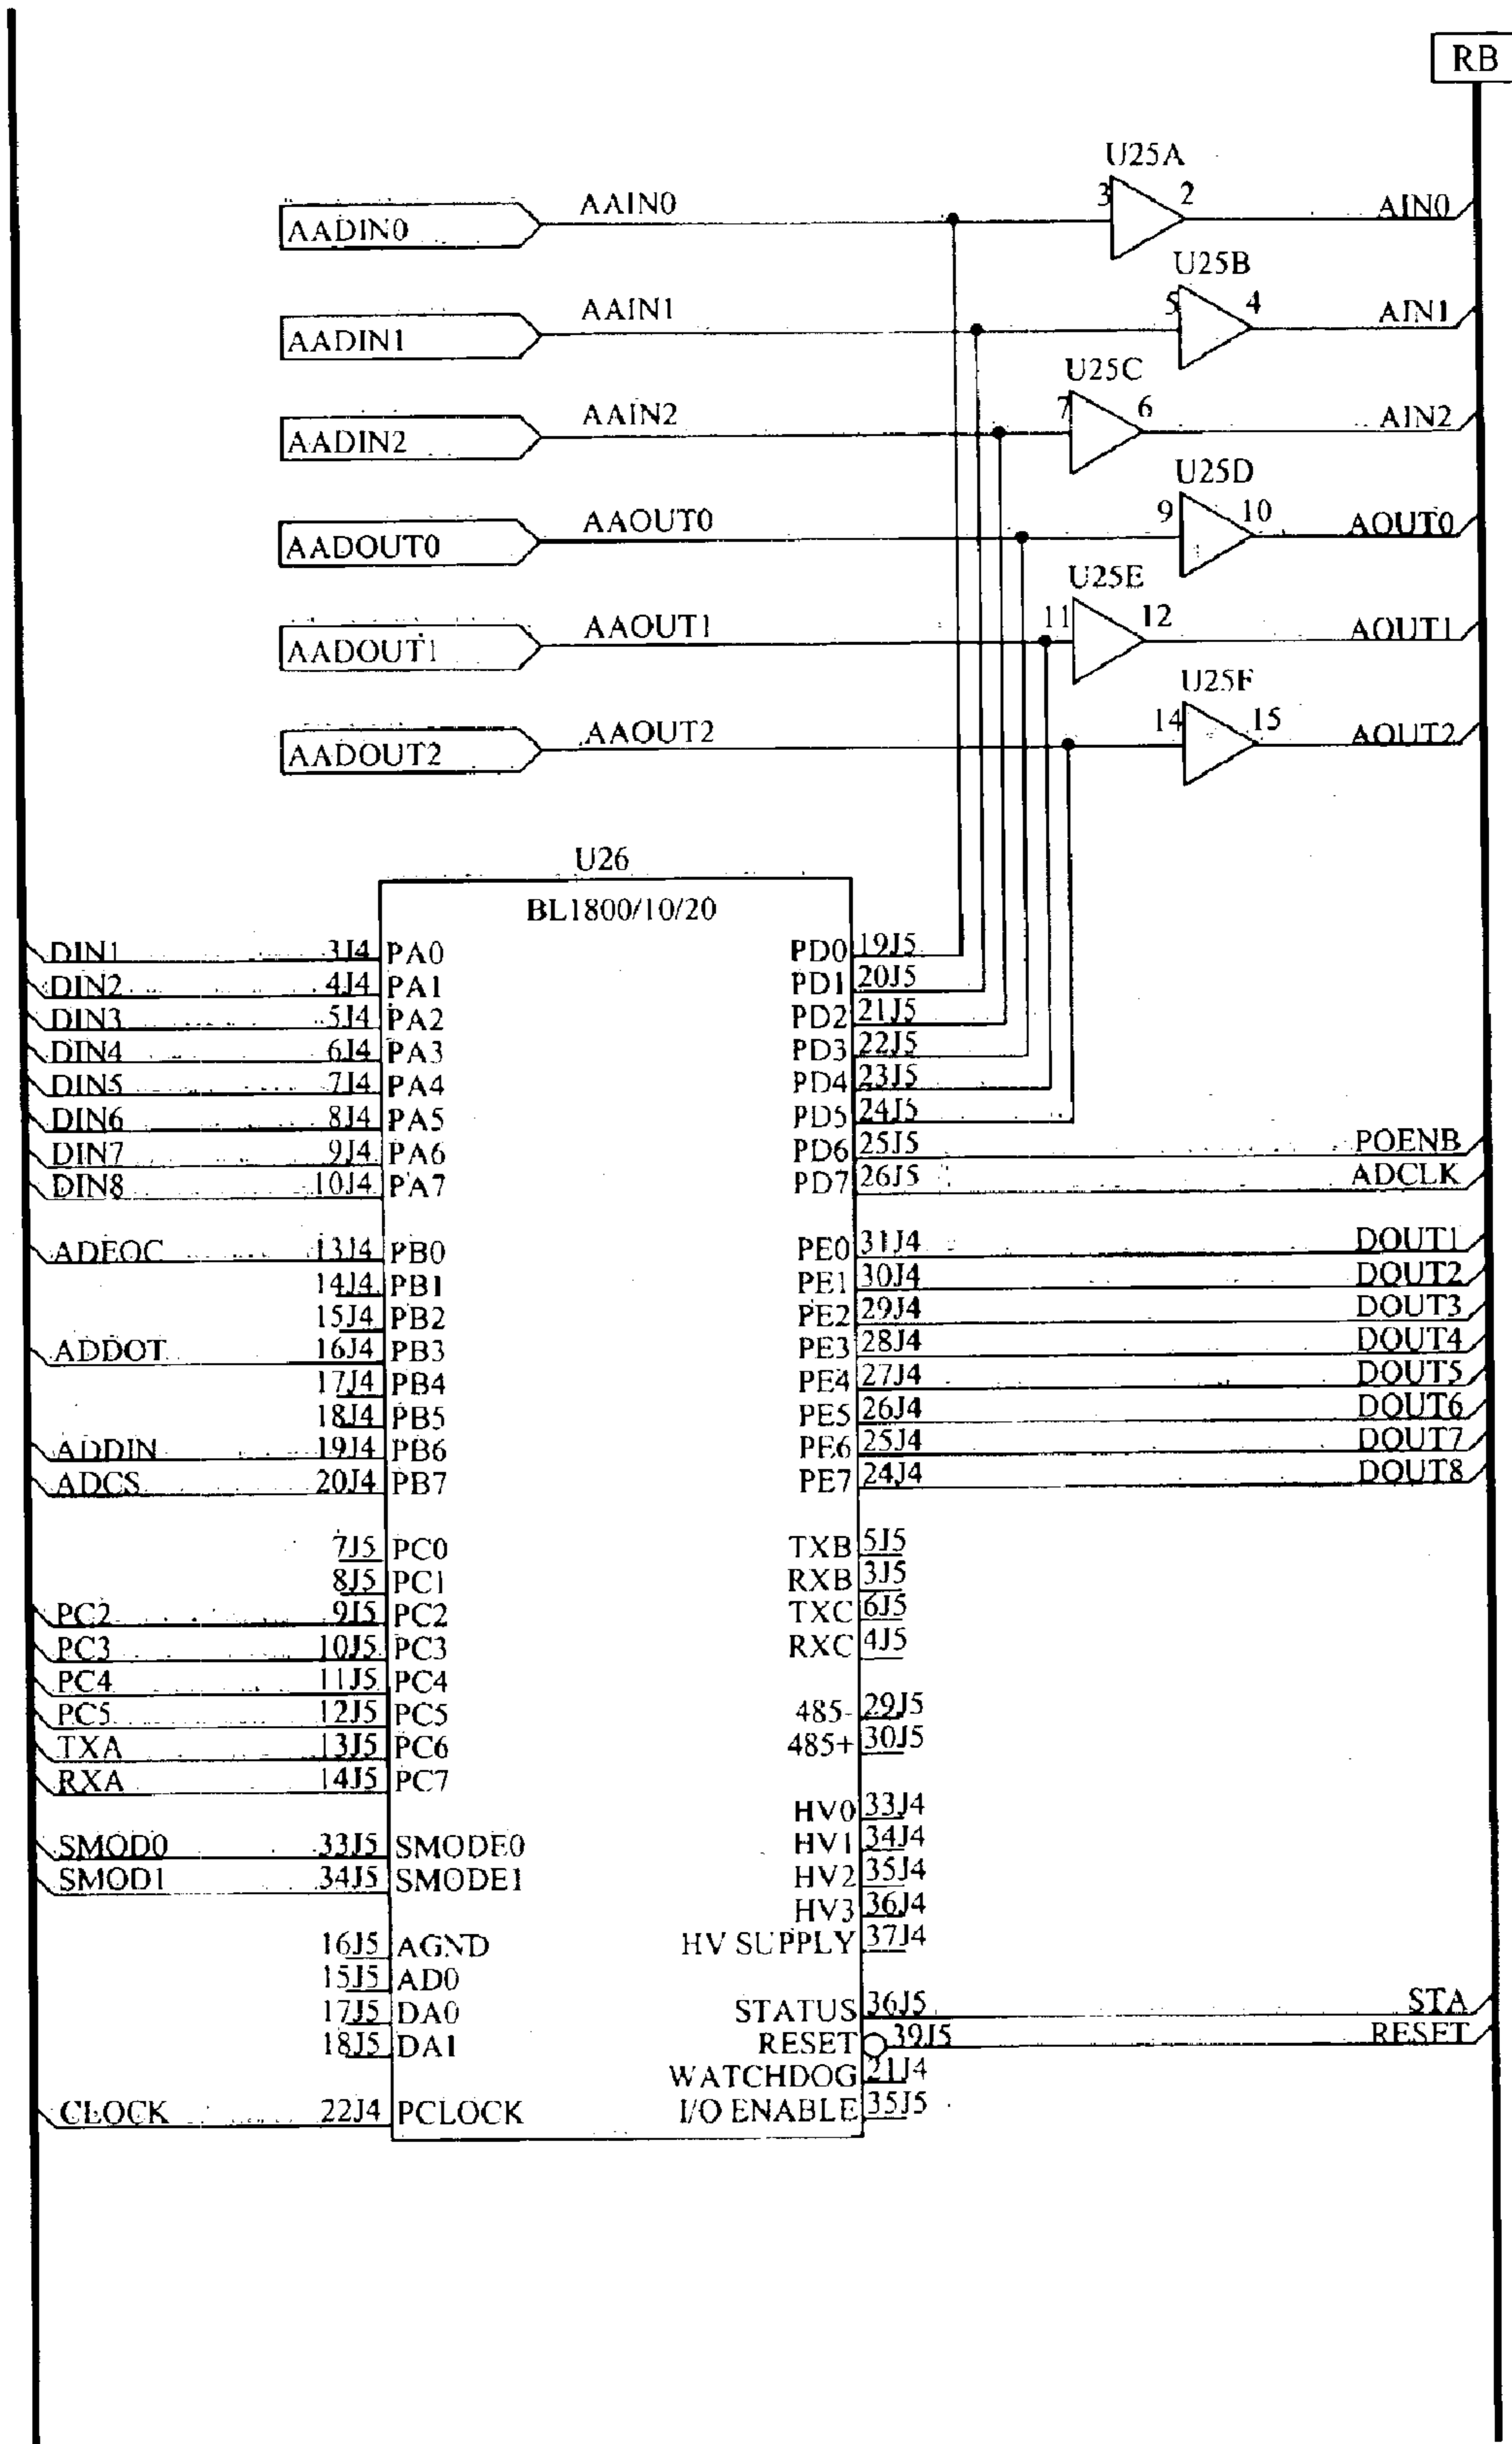 RB
U25A
AADIN0 AAIN0 3 2 AIN0
U25B
AADIN1 AAIN1 5 4 AIN1
U25C
AADIN2 AAIN2 7 6 AIN2
U25D
AADOUT0 AAOUT0 9 10 AOUT0
U25E
AADOUT1 AAOUT1 11 12 AOUT1
U25F
AADOUT2 AAOUT2 14 15 AOUT2
U26
BL1800/10/20
DIN1 3J4 PA0 PD0 19J5
DIN2 4J4 PA1 PD1 20J5
DIN3 5J4 PA2 PD2 21J5
DIN4 6J4 PA3 PD3 22J5
DIN5 7J4 PA4 PD4 23J5
DIN6 8J4 PA5 PD5 24J5
DIN7 9J4 PA6 PD6 25J5 POENB
DIN8 10J4 PA7 PD7 26J5 ADCLK
ADEOC 13J4 PB0 PE0 31J4 DOUT1
14J4 PB1 PE1 30J4 DOUT2
15J4 PB2 PE2 29J4 DOUT3
ADDOT 16J4 PB3 PE3 28J4 DOUT4
17J4 PB4 PE4 27J4 DOUT5
18J4 PB5 PE5 26J4 DOUT6
ADDIN 19J4 PB6 PE6 25J4 DOUT7
ADCS 20J4 PB7 PE7 24J4 DOUT8
7J5 PC0 TXB 5J5
8J5 PC1 RXB 3J5
PC2 9J5 PC2 TXC 6J5
PC3 10J5 PC3 RXC 4J5
PC4 11J5 PC4
PC5 12J5 PC5 485- 29J5
TXA 13J5 PC6 485+ 30J5
RXA 14J5 PC7
HV0 33J4
SMOD0 33J5 SMODE0 HV1 34J4
SMOD1 34J5 SMODE1 HV2 35J4
HV3 36J4
16J5 AGND HV SUPPLY 37J4
15J5 AD0
17J5 DA0 STATUS 36J5 STA
18J5 DA1 RESET 39J5 RESET
WATCHDOG 21J4
CLOCK 22J4 PCLOCK I/O ENABLE 35J5